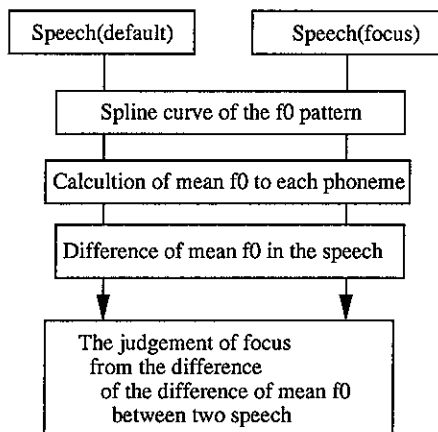 Speech(default)
Speech(focus)
Spline curve of the f0 pattern
Calcultion of mean f0 to each phoneme
Difference of mean f0 in the speech
The judgement of focus
from the difference
of the difference of mean f0
between two speech